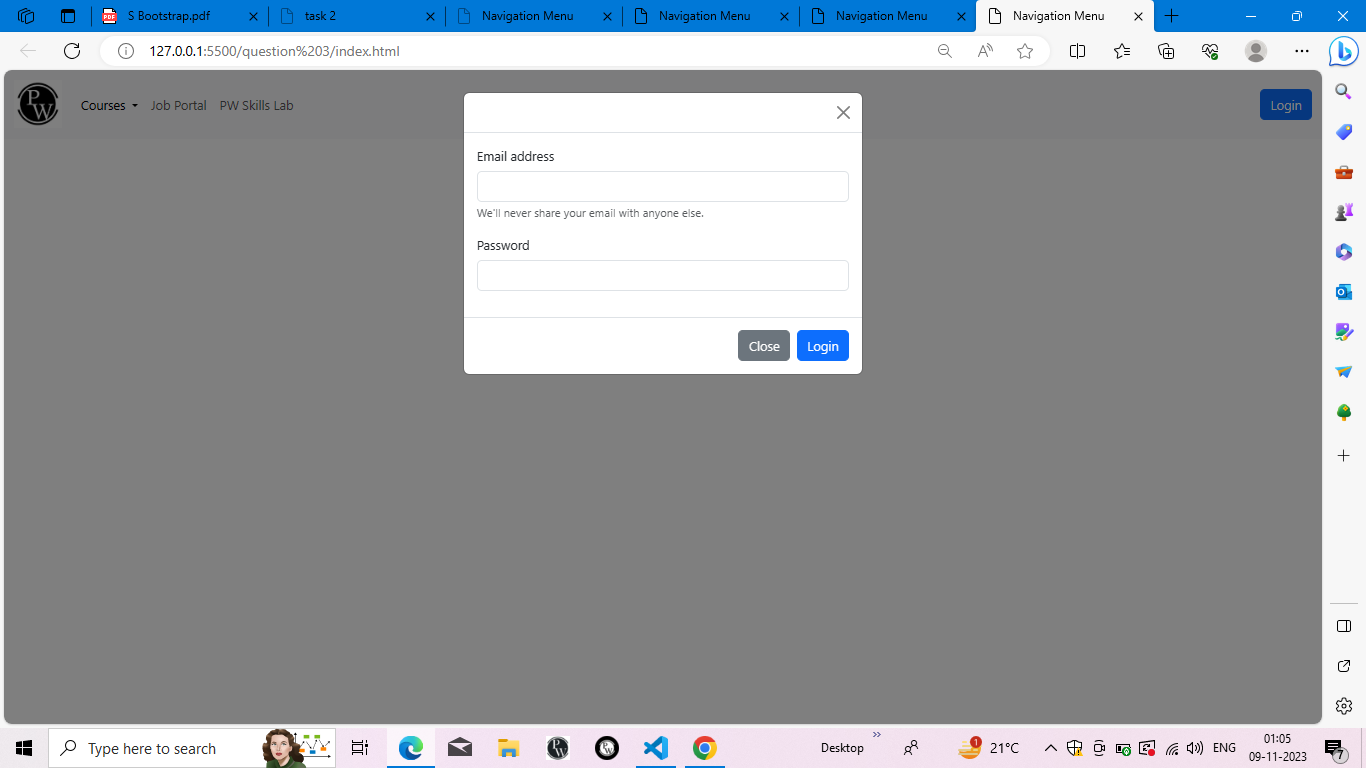 S Bootstrap.pdf
task 2
Navigation Menu
Navigation Menu
Navigation Menu
Navigation Menu
127.0.0.1:5500/question%203/index.html
PW
Courses
Job Portal
PW Skills Lab
Login
Email address
We'll never share your email with anyone else.
Password
Close
Login
Type here to search
Desktop
1
21°C
ENG
01:05
09-11-2023
7